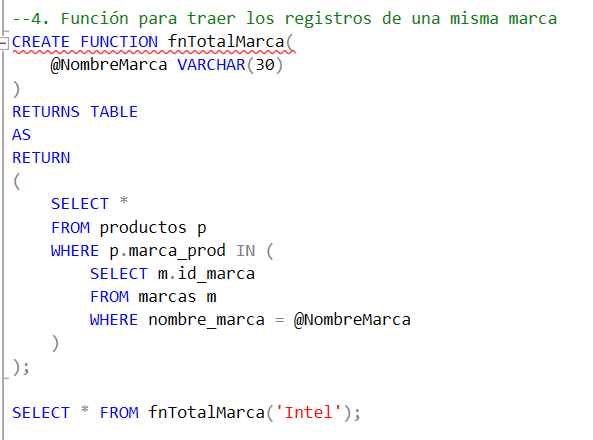 --4. Función para traer los registros de una misma marca
CREATE FUNCTION fnTotalMarca(
    @NombreMarca VARCHAR(30)
)
RETURNS TABLE
AS
RETURN
(
    SELECT *
    FROM productos p
    WHERE p.marca_prod IN (
        SELECT m.id_marca
        FROM marcas m
        WHERE nombre_marca = @NombreMarca
    )
);
SELECT * FROM fnTotalMarca('Intel');